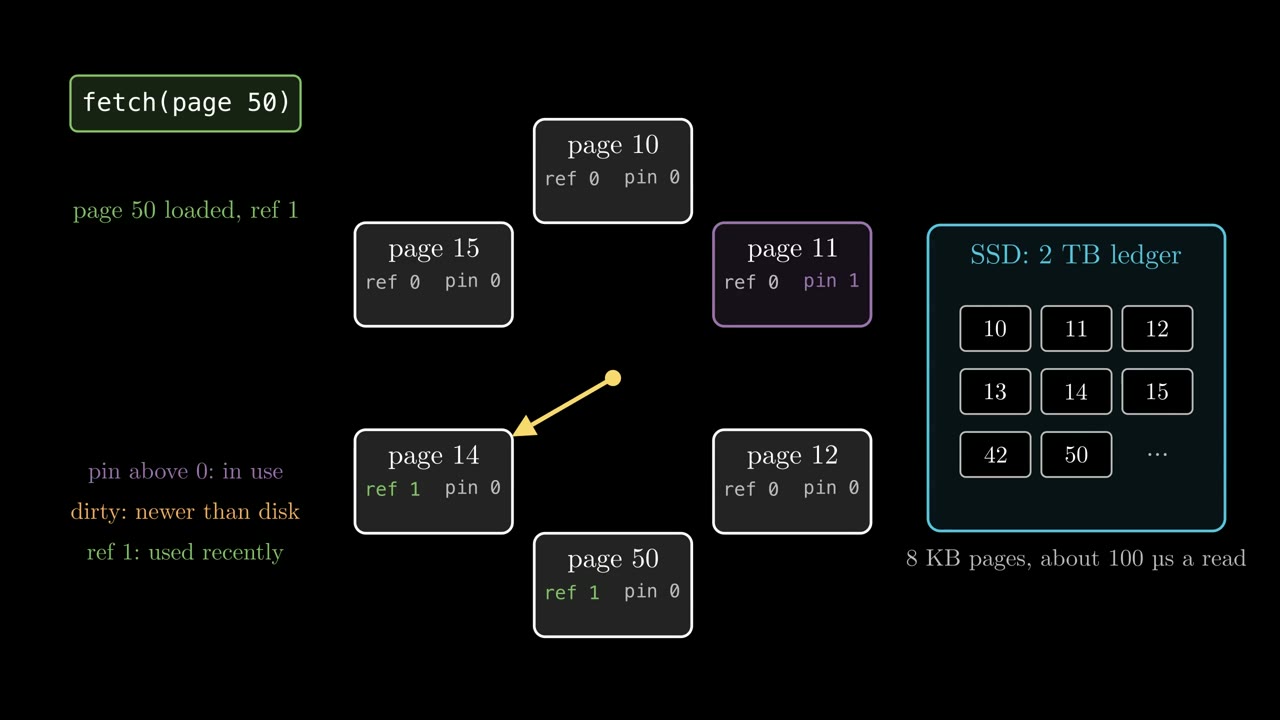 fetch(page 50)
page 50 loaded, ref 1
page 10
ref 0 pin 0
page 15
ref 0 pin 0
page 11
ref 0 pin 1
page 14
ref 1 pin 0
page 12
ref 0 pin 0
page 50
ref 1 pin 0
pin above 0: in use
dirty: newer than disk
ref 1: used recently
SSD: 2 TB ledger
10 11 12
13 14 15
42 50 ...
8 KB pages, about 100 µs a read